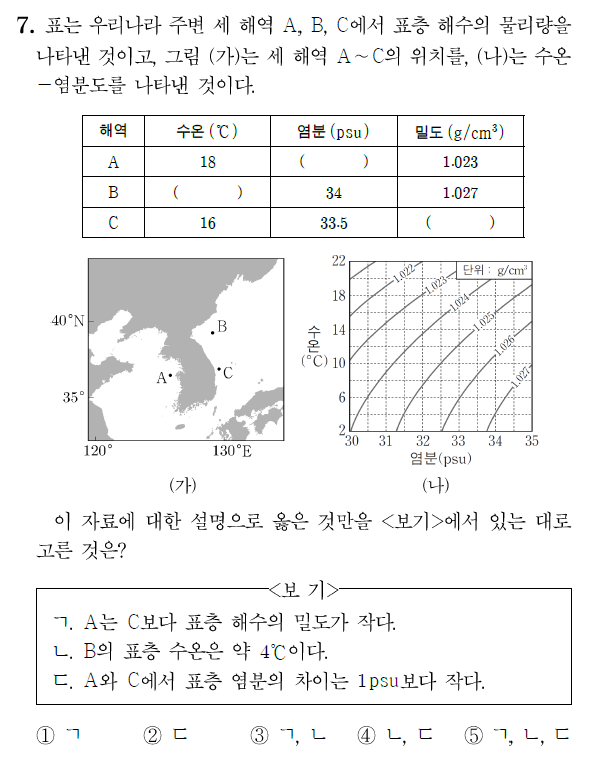 7. 표는 우리나라 주변 세 해역 A, B, C에서 표층 해수의 물리량을
나타낸 것이고, 그림 (가)는 세 해역 A~C의 위치를, (나)는 수온
-염분도를 나타낸 것이다.
해역 수온(℃) 염분(psu) 밀도(g/cm³)
A 18 ( ) 1.023
B ( ) 34 1.027
C 16 33.5 ( )
40°N
35°
120° 130°E
A B C
(가)
단위 : g/cm³
1.022 1.023 1.024 1.025 1.026 1.027
수온(℃)
22
18
14
10
6
2
30 31 32 33 34 35
염분(psu)
(나)
이 자료에 대한 설명으로 옳은 것만을 <보기>에서 있는 대로
고른 것은?
<보 기>
ㄱ. A는 C보다 표층 해수의 밀도가 작다.
ㄴ. B의 표층 수온은 약 4℃이다.
ㄷ. A와 C에서 표층 염분의 차이는 1psu보다 작다.
① ㄱ ② ㄷ ③ ㄱ, ㄴ ④ ㄴ, ㄷ ⑤ ㄱ, ㄴ, ㄷ